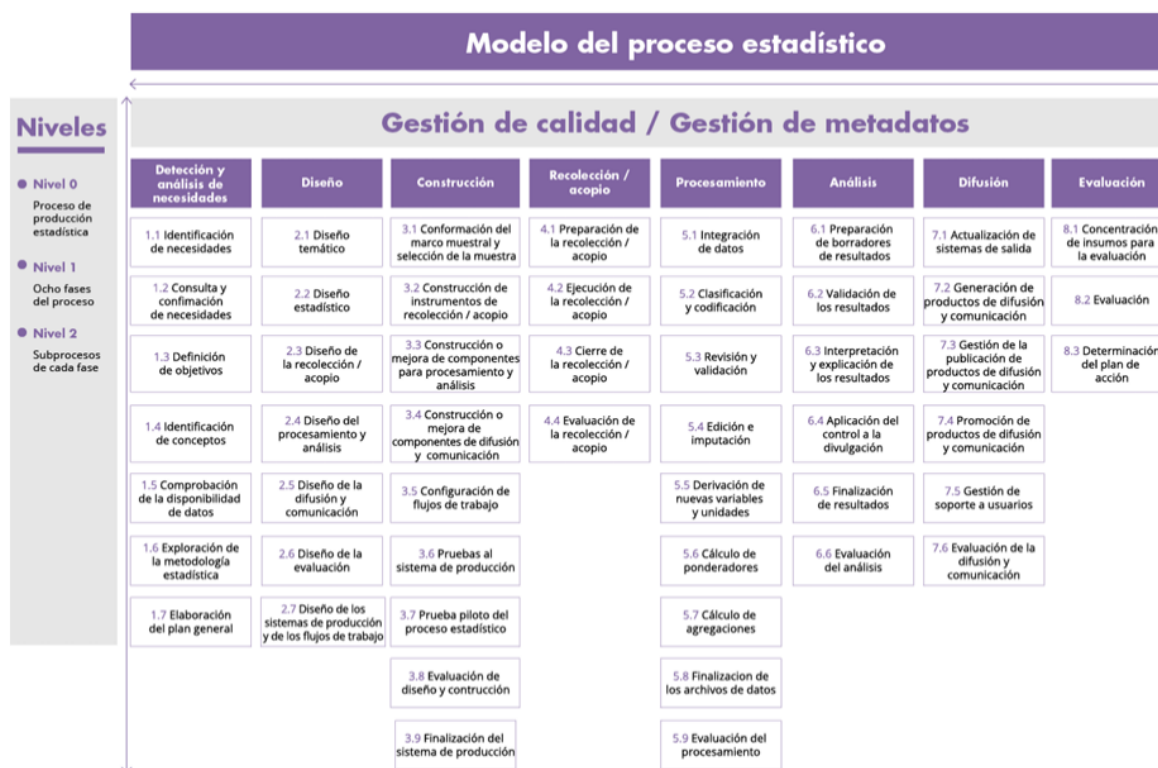 Modelo del proceso estadístico
Gestión de calidad / Gestión de metadatos
Niveles
Nivel 0
Proceso de
producción
estadística
Nivel 1
Ocho fases
del proceso
Nivel 2
Subprocesos
de cada fase
Detección y
análisis de
necesidades
1.1 Identificación
de necesidades
1.2 Consulta y
confimación
de necesidades
1.3 Definición
de objetivos
1.4 Identificación
de conceptos
1.5 Comprobación
de la disponibilidad
de datos
1.6 Exploración de
la metodología
estadística
1.7 Elaboración
del plan general
Diseño
2.1 Diseño
temático
2.2 Diseño
estadístico
2.3 Diseño de
la recolección /
acopio
2.4 Diseño del
procesamiento y
análisis
2.5 Diseño de la
difusión y
comunicación
2.6 Diseño de la
evaluación
2.7 Diseño de los
sistemas de producción
y de los flujos de trabajo
Construcción
3.1 Conformación del
marco muestral y
selección de la muestra
3.2 Construcción de
instrumentos de
recolección / acopio
3.3 Construcción o
mejora de componentes
para procesamiento y
análisis
3.4 Construcción o
mejora de
componentes de difusión
y comunicación
3.5 Configuración de
flujos de trabajo
3.6 Pruebas al
sistema de producción
3.7 Prueba piloto del
proceso estadístico
3.8 Evaluación de
diseño y contrucción
3.9 Finalización del
sistema de producción
Recolección /
acopio
4.1 Preparación de
la recolección /
acopio
4.2 Ejecución de
la recolección /
acopio
4.3 Cierre de
la recolección /
acopio
4.4 Evaluación de
la recolección /
acopio
Procesamiento
5.1 Integración
de datos
5.2 Clasificación
y codificación
5.3 Revisión y
validación
5.4 Edición e
imputación
5.5 Derivación de
nuevas variables
y unidades
5.6 Cálculo de
ponderadores
5.7 Cálculo de
agregaciones
5.8 Finalizacion de
los archivos de datos
5.9 Evaluación del
procesamiento
Análisis
6.1 Preparación
de borradores
de resultados
6.2 Validación de
los resultados
6.3 Interpretación
y explicación de
los resultados
6.4 Aplicación del
control a la
divulgación
6.5 Finalización
de resultados
6.6 Evaluación
del análisis
Difusión
7.1 Actualización de
sistemas de salida
7.2 Generación de
productos de difusión
y comunicación
7.3 Gestión de la
publicación de
productos de difusión
y comunicación
7.4 Promoción de
productos de difusión
y comunicación
7.5 Gestión de
soporte a usuarios
7.6 Evaluación de la
difusión y
comunicación
Evaluación
8.1 Concentración
de insumos para
la evaluación
8.2 Evaluación
8.3 Determinación
del plan de
acción